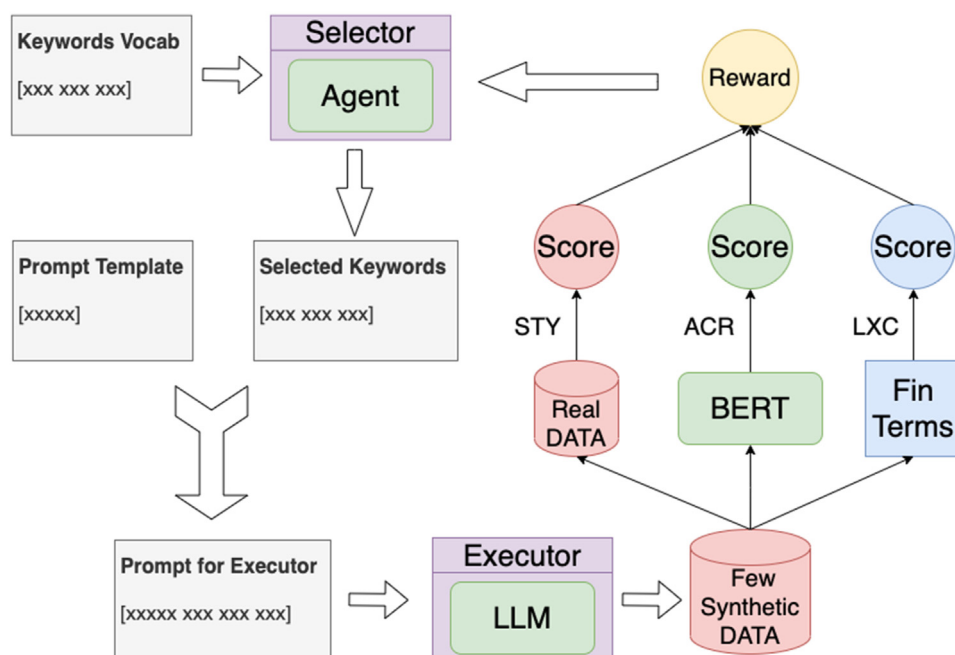 Keywords Vocab
[xxx xxx xxx]
Selector
Agent
Reward
Prompt Template
[xxxxx]
Selected Keywords
[xxx xxx xxx]
Score
Score
Score
STY
ACR
LXC
Real
DATA
BERT
Fin
Terms
Prompt for Executor
[xxxxx xxx xxx xxx]
Executor
LLM
Few
Synthetic
DATA